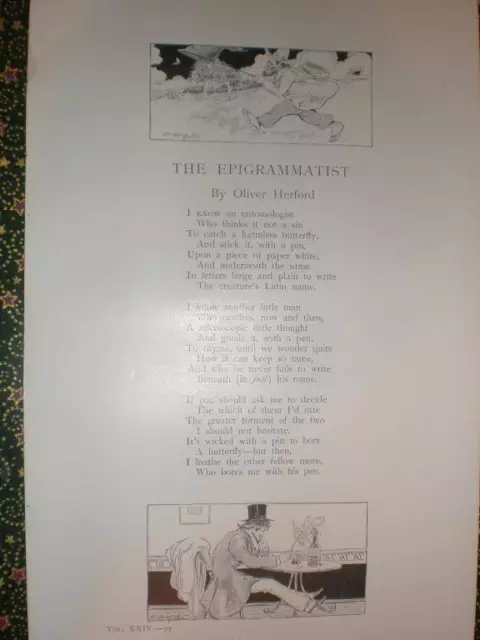 THE EPIGRAMMATIST
By Oliver Herford
I KNOW an entomologist
Who thinks it not a sin
To catch a harmless butterfly,
And stick it, with a pin,
Upon a piece of paper white,
And underneath the same
In letters large and plain to write
The creature's Latin name.
I know another little man
Who catches, now and then,
A microscopic little thought
And goads it, with a pen,
To rhyme, until we wonder quite
How it can keep so tame,
And why he never fails to write
Beneath (in full) his name.
If you should ask me to decide
The which of them I'd rate
The greater torment of the two
I should not hesitate.
It's wicked with a pin to bore
A butterfly—but then,
I loathe the other fellow more,
Who bores me with his pen.
VOL. XXIV.—77